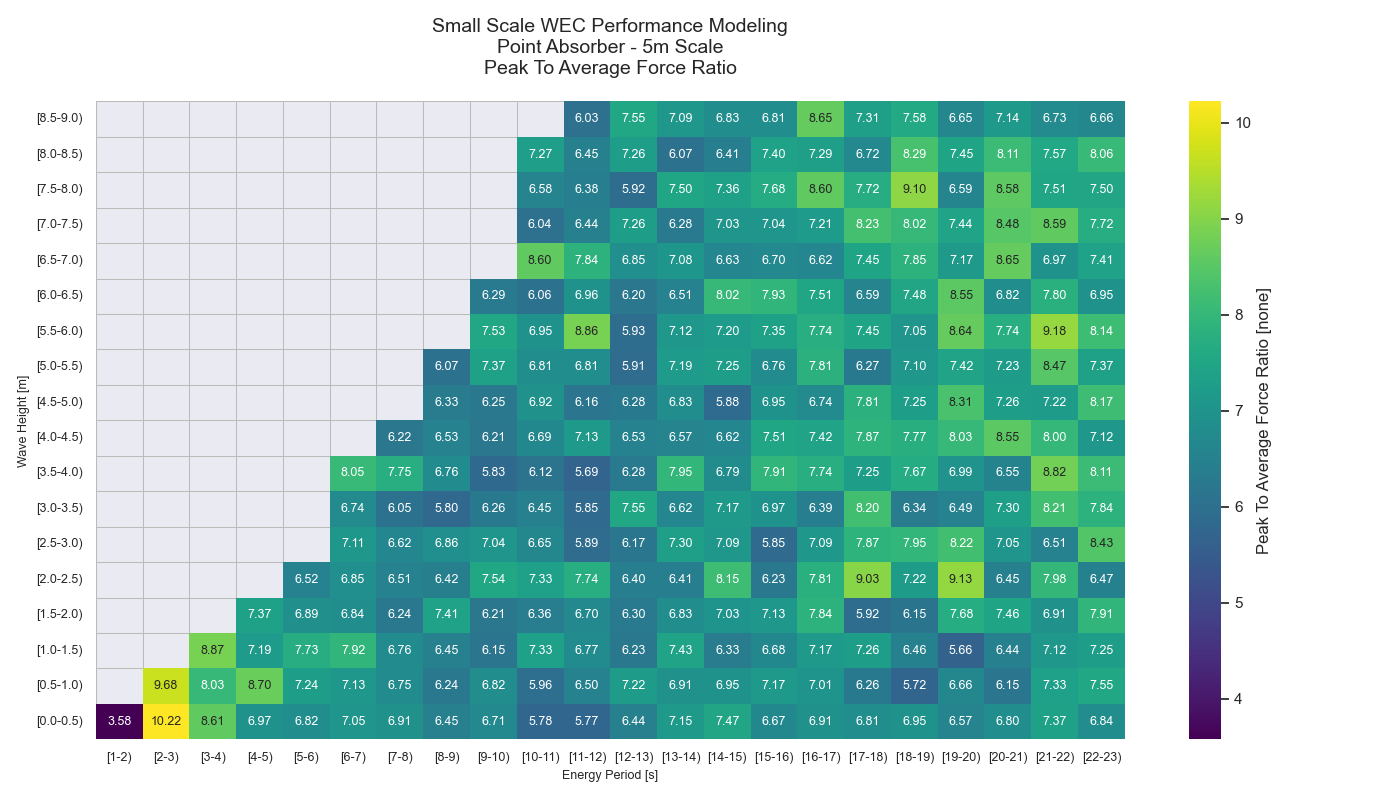 Small Scale WEC Performance Modeling
Point Absorber - 5m Scale
Peak To Average Force Ratio
[8.5-9.0) 6.03 7.55 7.09 6.83 6.81 8.65 7.31 7.58 6.65 7.14 6.73 6.66
[8.0-8.5) 7.27 6.45 7.26 6.07 6.41 7.40 7.29 6.72 8.29 7.45 8.11 7.57 8.06
[7.5-8.0) 6.58 6.38 5.92 7.50 7.36 7.68 8.60 7.72 9.10 6.59 8.58 7.51 7.50
[7.0-7.5) 6.04 6.44 7.26 6.28 7.03 7.04 7.21 8.23 8.02 7.44 8.48 8.59 7.72
[6.5-7.0) 8.60 7.84 6.85 7.08 6.63 6.70 6.62 7.45 7.85 7.17 8.65 6.97 7.41
[6.0-6.5) 6.29 6.06 6.96 6.20 6.51 8.02 7.93 7.51 6.59 7.48 8.55 6.82 7.80 6.95
[5.5-6.0) 7.53 6.95 8.86 5.93 7.12 7.20 7.35 7.74 7.45 7.05 8.64 7.74 9.18 8.14
[5.0-5.5) 6.07 7.37 6.81 6.81 5.91 7.19 7.25 6.76 7.81 6.27 7.10 7.42 7.23 8.47 7.37
[4.5-5.0) 6.33 6.25 6.92 6.16 6.28 6.83 5.88 6.95 6.74 7.81 7.25 8.31 7.26 7.22 8.17
[4.0-4.5) 6.22 6.53 6.21 6.69 7.13 6.53 6.57 6.62 7.51 7.42 7.87 7.77 8.03 8.55 8.00 7.12
[3.5-4.0) 8.05 7.75 6.76 5.83 6.12 5.69 6.28 7.95 6.79 7.91 7.74 7.25 7.67 6.99 6.55 8.82 8.11
[3.0-3.5) 6.74 6.05 5.80 6.26 6.45 5.85 7.55 6.62 7.17 6.97 6.39 8.20 6.34 6.49 7.30 8.21 7.84
[2.5-3.0) 7.11 6.62 6.86 7.04 6.65 5.89 6.17 7.30 7.09 5.85 7.09 7.87 7.95 8.22 7.05 6.51 8.43
[2.0-2.5) 6.52 6.85 6.51 6.42 7.54 7.33 7.74 6.40 6.41 8.15 6.23 7.81 9.03 7.22 9.13 6.45 7.98 6.47
[1.5-2.0) 7.37 6.89 6.84 6.24 7.41 6.21 6.36 6.70 6.30 6.83 7.03 7.13 7.84 5.92 6.15 7.68 7.46 6.91 7.91
[1.0-1.5) 8.87 7.19 7.73 7.92 6.76 6.45 6.15 7.33 6.77 6.23 7.43 6.33 6.68 7.17 7.26 6.46 5.66 6.44 7.12 7.25
[0.5-1.0) 9.68 8.03 8.70 7.24 7.13 6.75 6.24 6.82 5.96 6.50 7.22 6.91 6.95 7.17 7.01 6.26 5.72 6.66 6.15 7.33 7.55
[0.0-0.5) 3.58 10.22 8.61 6.97 6.82 7.05 6.91 6.45 6.71 5.78 5.77 6.44 7.15 7.47 6.67 6.91 6.81 6.95 6.57 6.80 7.37 6.84
[1-2) [2-3) [3-4) [4-5) [5-6) [6-7) [7-8) [8-9) [9-10) [10-11) [11-12) [12-13) [13-14) [14-15) [15-16) [16-17) [17-18) [18-19) [19-20) [20-21) [21-22) [22-23)
Energy Period [s]
Wave Height [m]
10
9
8
7
6
5
4
Peak To Average Force Ratio [none]